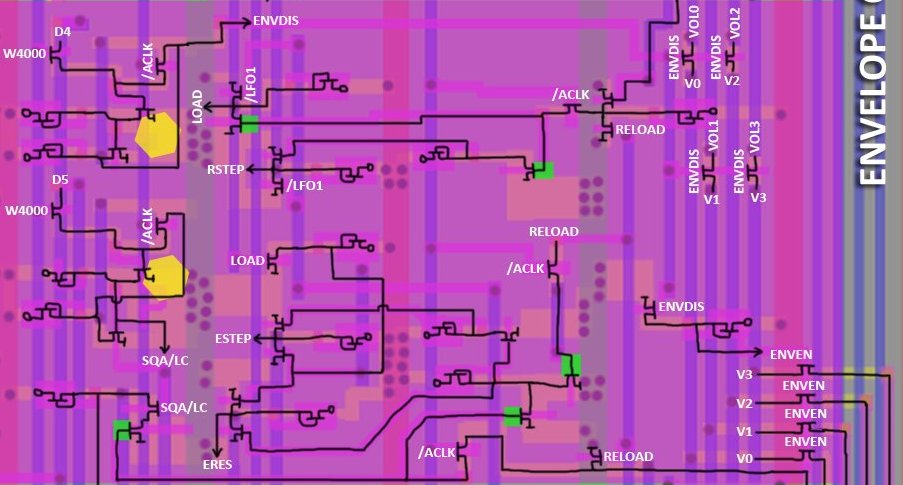 ENVDIS
D4
W4000
/ACLK
LOAD
/LFO1
/ACLK
RELOAD
ENVDIS
VOL0
V0
ENVDIS
VOL2
V2
ENVELOPE
RSTEP
/LFO1
ENVDIS
VOL1
V1
ENVDIS
VOL3
V3
D5
W4000
/ACLK
RELOAD
LOAD
/ACLK
ENVDIS
ESTEP
SQA/LC
ENVEN
V3
ENVEN
V2
ENVEN
V1
ENVEN
V0
SQA/LC
ERES
/ACLK
RELOAD